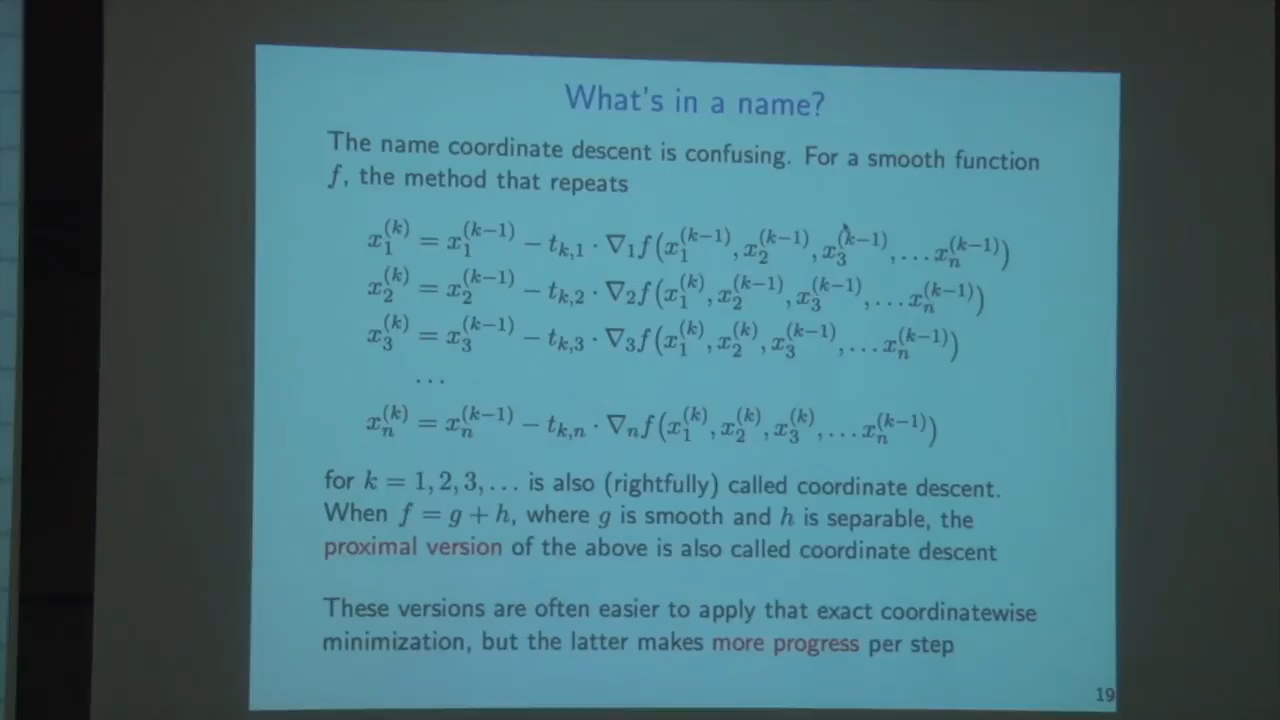 What's in a name?
The name coordinate descent is confusing. For a smooth function
f, the method that repeats
x_1^{(k)} = x_1^{(k-1)} − t_{k,1} · ∇_1 f(x_1^{(k-1)}, x_2^{(k-1)}, x_3^{(k-1)}, ... x_n^{(k-1)})
x_2^{(k)} = x_2^{(k-1)} − t_{k,2} · ∇_2 f(x_1^{(k)}, x_2^{(k-1)}, x_3^{(k-1)}, ... x_n^{(k-1)})
x_3^{(k)} = x_3^{(k-1)} − t_{k,3} · ∇_3 f(x_1^{(k)}, x_2^{(k)}, x_3^{(k-1)}, ... x_n^{(k-1)})
...
x_n^{(k)} = x_n^{(k-1)} − t_{k,n} · ∇_n f(x_1^{(k)}, x_2^{(k)}, x_3^{(k)}, ... x_n^{(k-1)})
for k = 1, 2, 3, ... is also (rightfully) called coordinate descent.
When f = g + h, where g is smooth and h is separable, the
proximal version of the above is also called coordinate descent
These versions are often easier to apply that exact coordinatewise
minimization, but the latter makes more progress per step
19